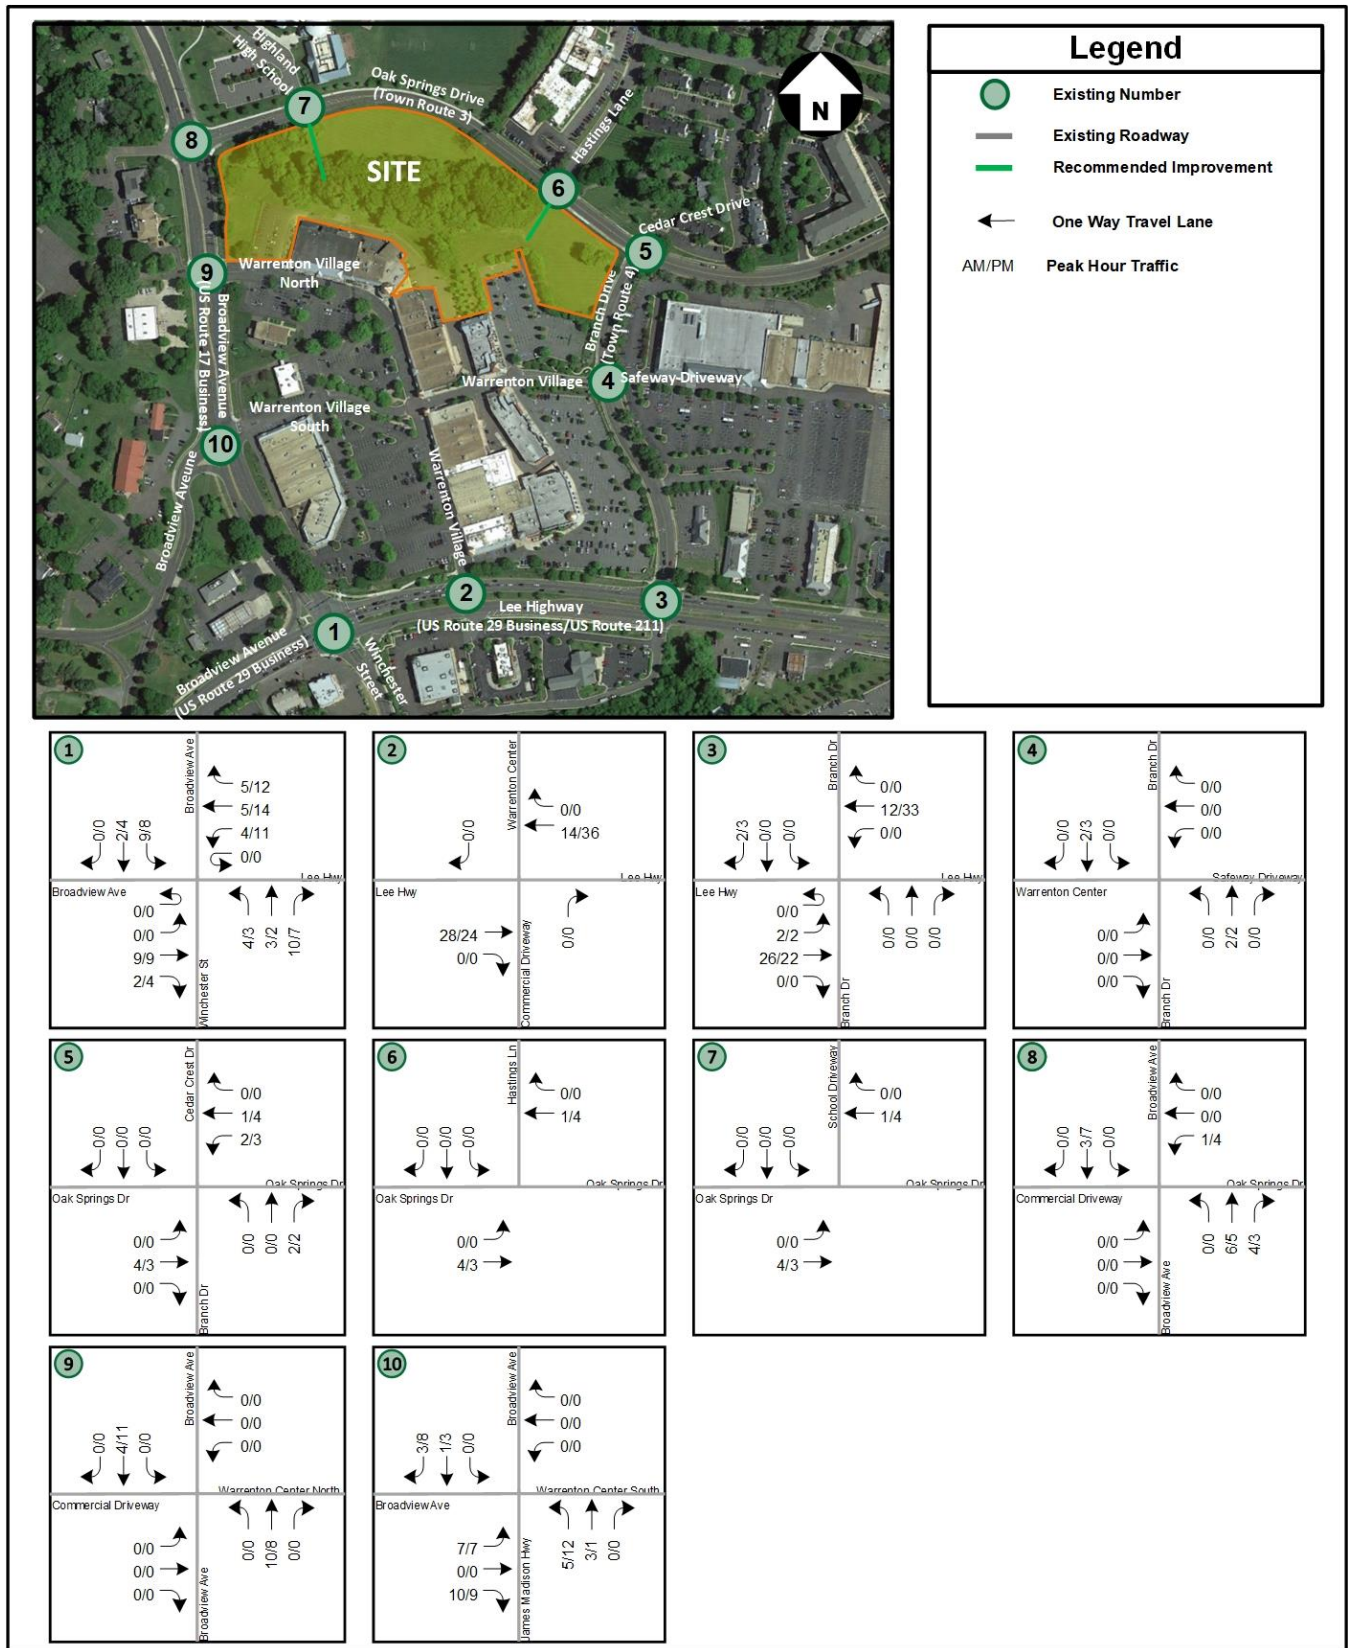 Highland
High School
Oak Springs Drive
(Town Route 3)
Hastings Lane
N
7
8
SITE
6
Cedar Crest Drive
5
9
Warrenton Village
North
Branch Drive
(Town Route 4)
Broadview Avenue
(US Route 17 Business)
Warrenton Village
4
Safeway Driveway
Warrenton Village
South
10
Broadview Aveune
Warrenton Village
2
Lee Highway
(US Route 29 Business/US Route 211)
3
1
Broadview Avenue
(US Route 29 Business)
Winchester
Street
Legend
Existing Number
Existing Roadway
Recommended Improvement
One Way Travel Lane
AM/PM Peak Hour Traffic
1
Broadview Ave
0/0 2/4 9/8
5/12
5/14
4/11
0/0
Lee Hwy
Broadview Ave
0/0
0/0
9/9
2/4
Winchester St
4/3 3/2 10/7
2
Warrenton Center
0/0
0/0
14/36
Lee Hwy
Lee Hwy
28/24
0/0
Commercial Driveway
0/0
3
Branch Dr
2/3 0/0 0/0
0/0
12/33
0/0
Lee Hwy
Lee Hwy
0/0
2/2
26/22
0/0
Branch Dr
0/0 0/0 0/0
4
Branch Dr
0/0 2/3 0/0
0/0
0/0
0/0
Safeway Driveway
Warrenton Center
0/0
0/0
0/0
Branch Dr
0/0 2/2 0/0
5
Cedar Crest Dr
0/0 0/0 0/0
0/0
1/4
2/3
Oak Springs Dr
Oak Springs Dr
0/0
4/3
0/0
Branch Dr
0/0 0/0 2/2
6
Hastings Ln
0/0 0/0 0/0
0/0
1/4
Oak Springs Dr
Oak Springs Dr
0/0
4/3
7
School Driveway
0/0 0/0 0/0
0/0
1/4
Oak Springs Dr
Oak Springs Dr
0/0
4/3
8
Broadview Ave
0/0 3/7 0/0
0/0
0/0
1/4
Oak Springs Dr
Commercial Driveway
0/0
0/0
0/0
Broadview Ave
0/0 6/5 4/3
9
Broadview Ave
0/0 4/11 0/0
0/0
0/0
0/0
Warrenton Center North
Commercial Driveway
0/0
0/0
0/0
Broadview Ave
0/0 10/8 0/0
10
Broadview Ave
3/8 1/3 0/0
0/0
0/0
0/0
Warrenton Center South
Broadview Ave
7/7
0/0
10/9
James Madison Hwy
5/12 3/1 0/0